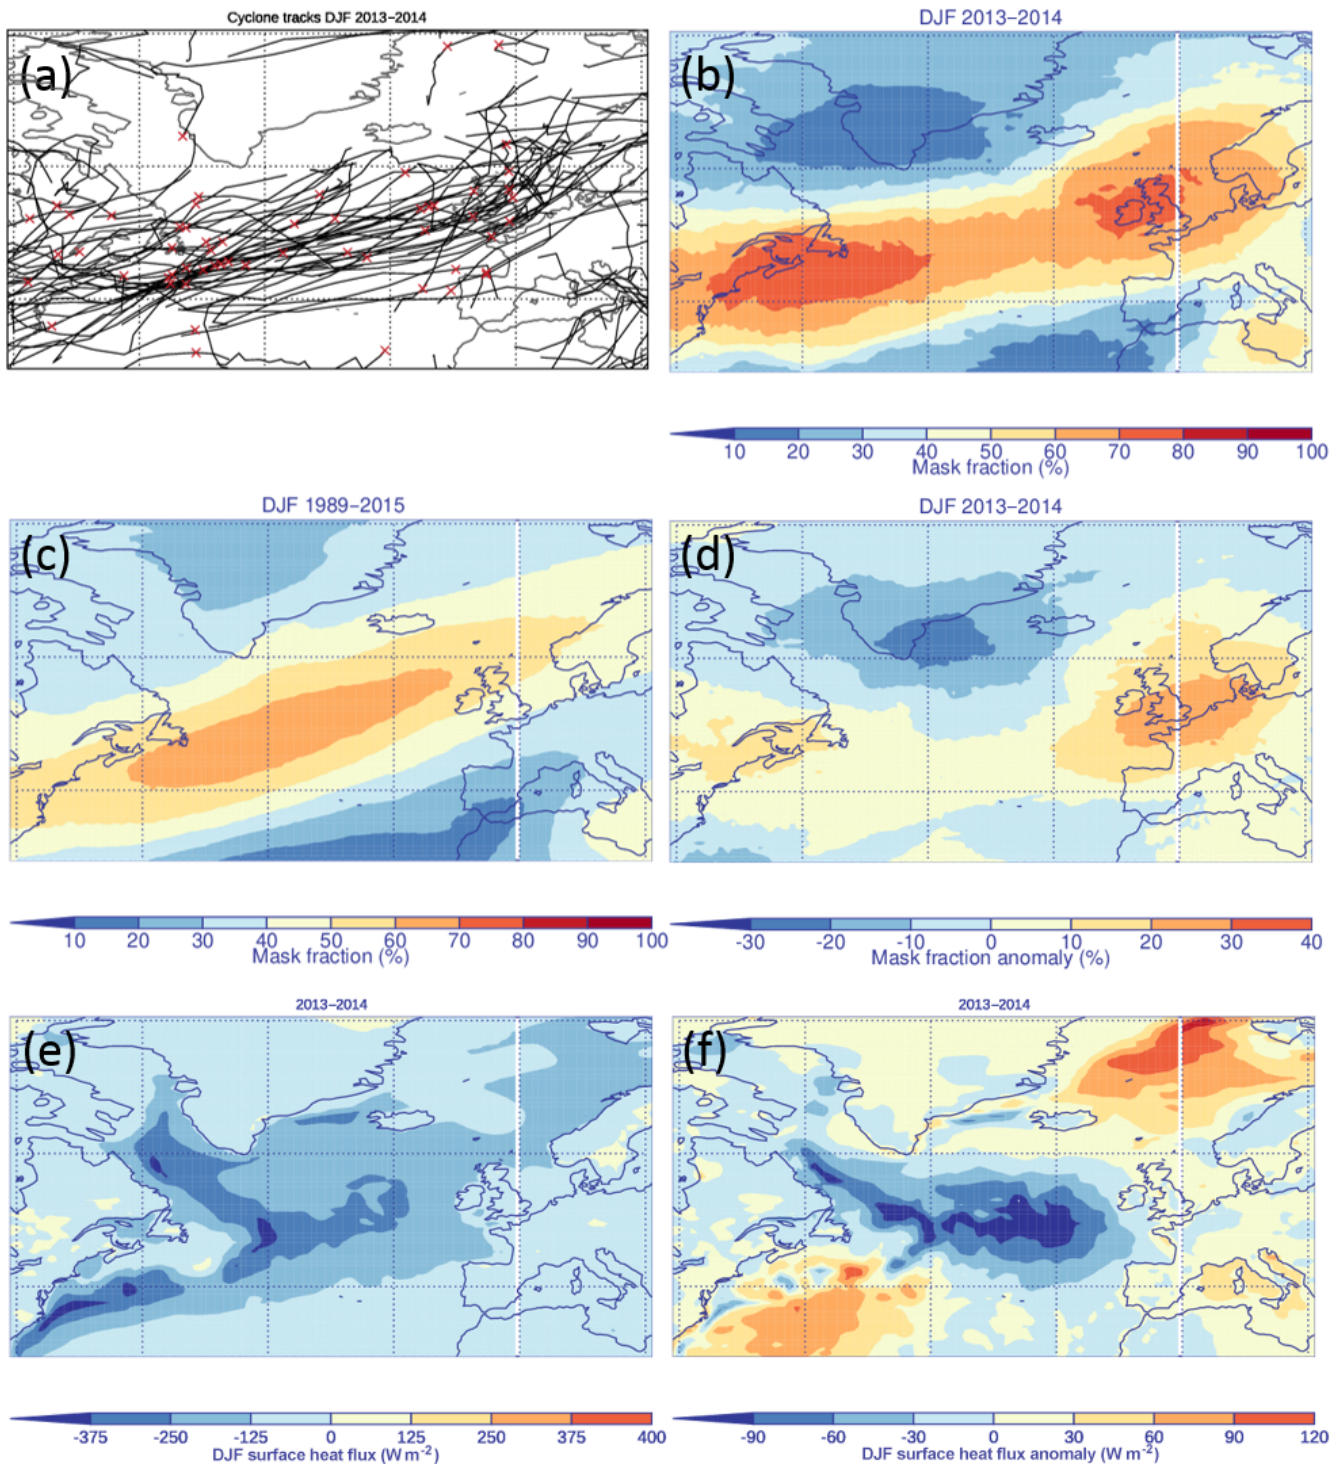 Cyclone tracks DJF 2013–2014
DJF 2013–2014
(a)
(b)
10 20 30 40 50 60 70 80 90 100
Mask fraction (%)
DJF 1989–2015
DJF 2013–2014
(c)
(d)
10 20 30 40 50 60 70 80 90 100
Mask fraction (%)
-30 -20 -10 0 10 20 30 40
Mask fraction anomaly (%)
2013–2014
2013–2014
(e)
(f)
-375 -250 -125 0 125 250 375 400
DJF surface heat flux (W m⁻²)
-90 -60 -30 0 30 60 90 120
DJF surface heat flux anomaly (W m⁻²)